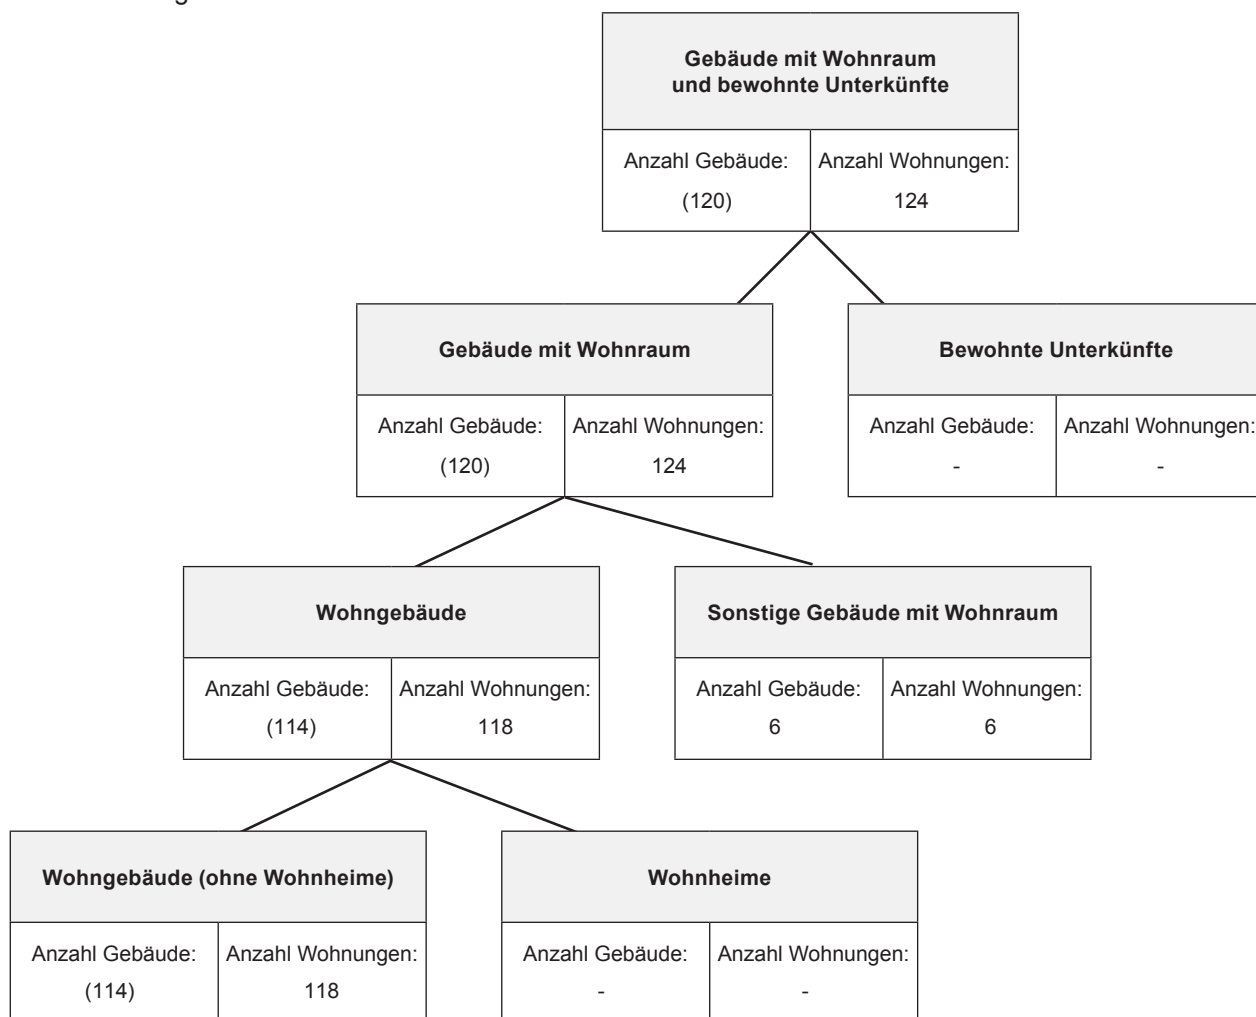 Gebäude mit Wohnraum
und bewohnte Unterkünfte
Anzahl Gebäude:
(120)
Anzahl Wohnungen:
124
Gebäude mit Wohnraum
Anzahl Gebäude:
(120)
Anzahl Wohnungen:
124
Bewohnte Unterkünfte
Anzahl Gebäude:
-
Anzahl Wohnungen:
-
Wohngebäude
Anzahl Gebäude:
(114)
Anzahl Wohnungen:
118
Sonstige Gebäude mit Wohnraum
Anzahl Gebäude:
6
Anzahl Wohnungen:
6
Wohngebäude (ohne Wohnheime)
Anzahl Gebäude:
(114)
Anzahl Wohnungen:
118
Wohnheime
Anzahl Gebäude:
-
Anzahl Wohnungen:
-